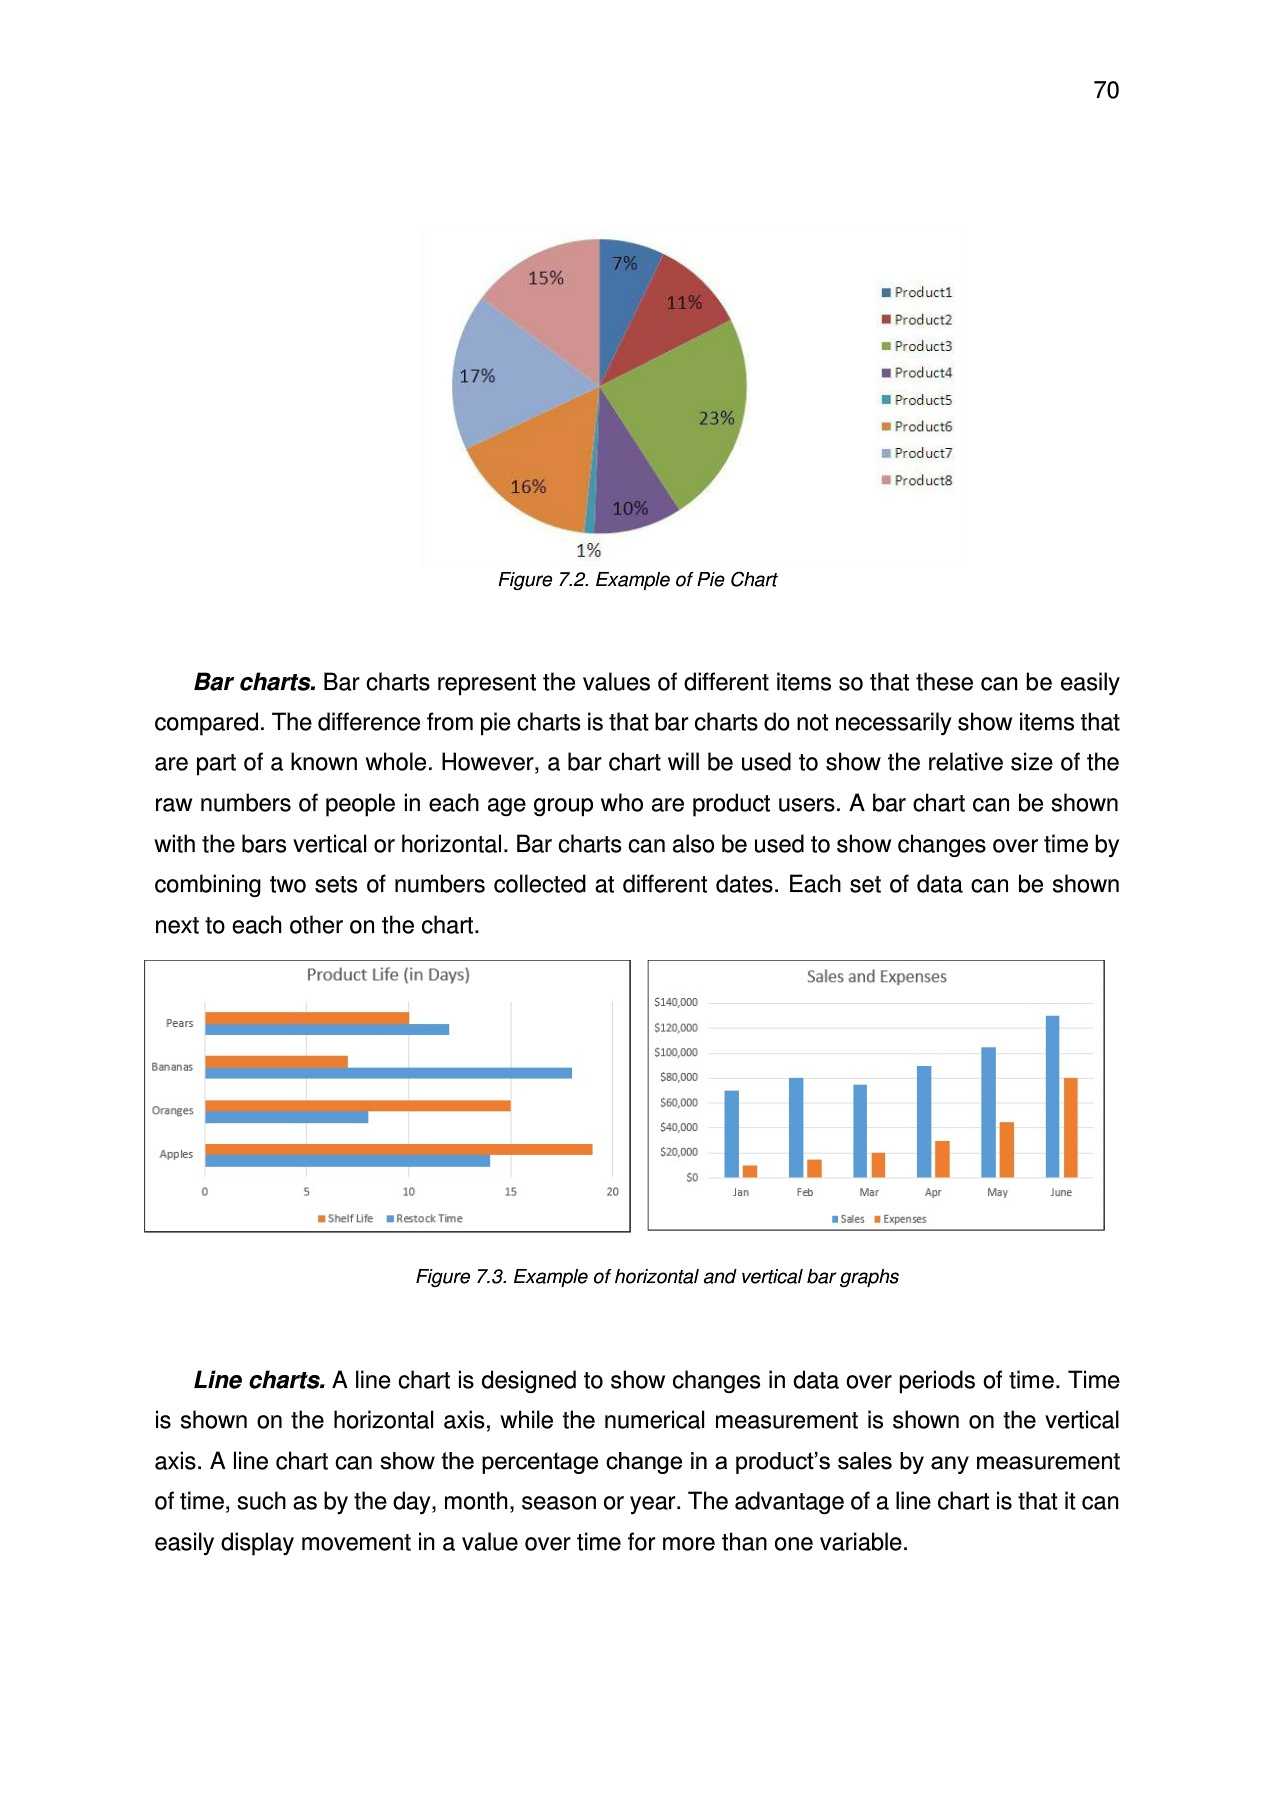 70
7%
11%
23%
10%
1%
16%
17%
15%
Product1
Product2
Product3
Product4
Product5
Product6
Product7
Product8
Figure 7.2. Example of Pie Chart
Bar charts. Bar charts represent the values of different items so that these can be easily
compared. The difference from pie charts is that bar charts do not necessarily show items that
are part of a known whole. However, a bar chart will be used to show the relative size of the
raw numbers of people in each age group who are product users. A bar chart can be shown
with the bars vertical or horizontal. Bar charts can also be used to show changes over time by
combining two sets of numbers collected at different dates. Each set of data can be shown
next to each other on the chart.
Product Life (in Days)
Pears
Bananas
Oranges
Apples
0 5 10 15 20
Shelf Life Restock Time
Sales and Expenses
$140,000
$120,000
$100,000
$80,000
$60,000
$40,000
$20,000
$0
Jan Feb Mar Apr May June
Sales Expenses
Figure 7.3. Example of horizontal and vertical bar graphs
Line charts. A line chart is designed to show changes in data over periods of time. Time
is shown on the horizontal axis, while the numerical measurement is shown on the vertical
axis. A line chart can show the percentage change in a product’s sales by any measurement
of time, such as by the day, month, season or year. The advantage of a line chart is that it can
easily display movement in a value over time for more than one variable.